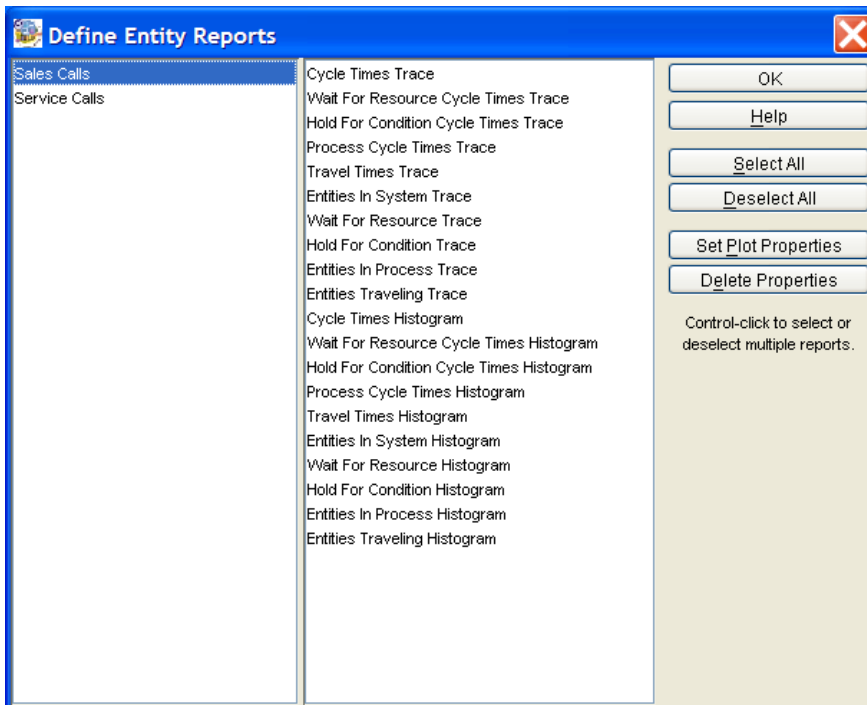 Define Entity Reports
Sales Calls
Service Calls
Cycle Times Trace
Wait For Resource Cycle Times Trace
Hold For Condition Cycle Times Trace
Process Cycle Times Trace
Travel Times Trace
Entities In System Trace
Wait For Resource Trace
Hold For Condition Trace
Entities In Process Trace
Entities Traveling Trace
Cycle Times Histogram
Wait For Resource Cycle Times Histogram
Hold For Condition Cycle Times Histogram
Process Cycle Times Histogram
Travel Times Histogram
Entities In System Histogram
Wait For Resource Histogram
Hold For Condition Histogram
Entities In Process Histogram
Entities Traveling Histogram
OK
Help
Select All
Deselect All
Set Plot Properties
Delete Properties
Control-click to select or
deselect multiple reports.